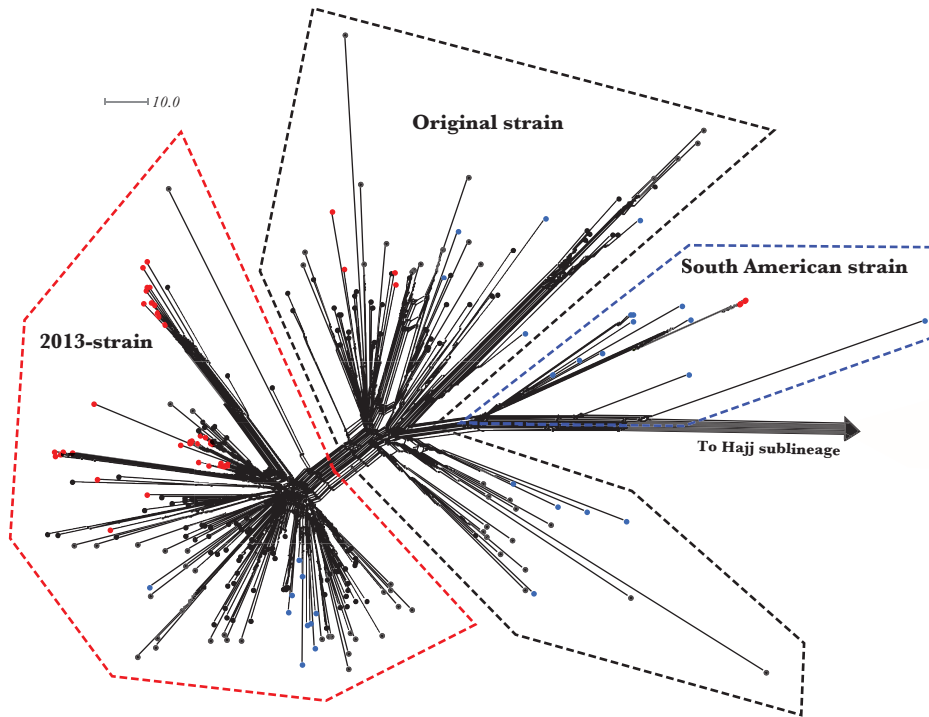 10.0
Original strain
South American strain
2013-strain
To Hajj sublineage